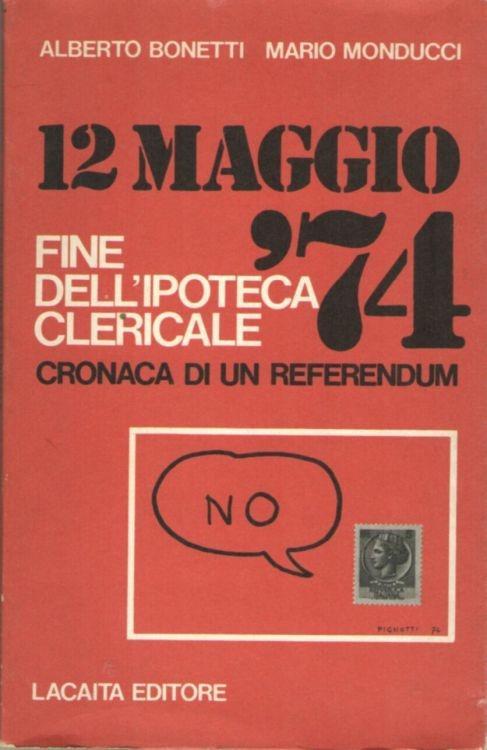 ALBERTO BONETTI MARIO MONDUCCI
12 MAGGIO
'74
FINE
DELL'IPOTECA
CLERICALE
CRONACA DI UN REFERENDUM
NO
PIGNOTTI 74
LACAITA EDITORE